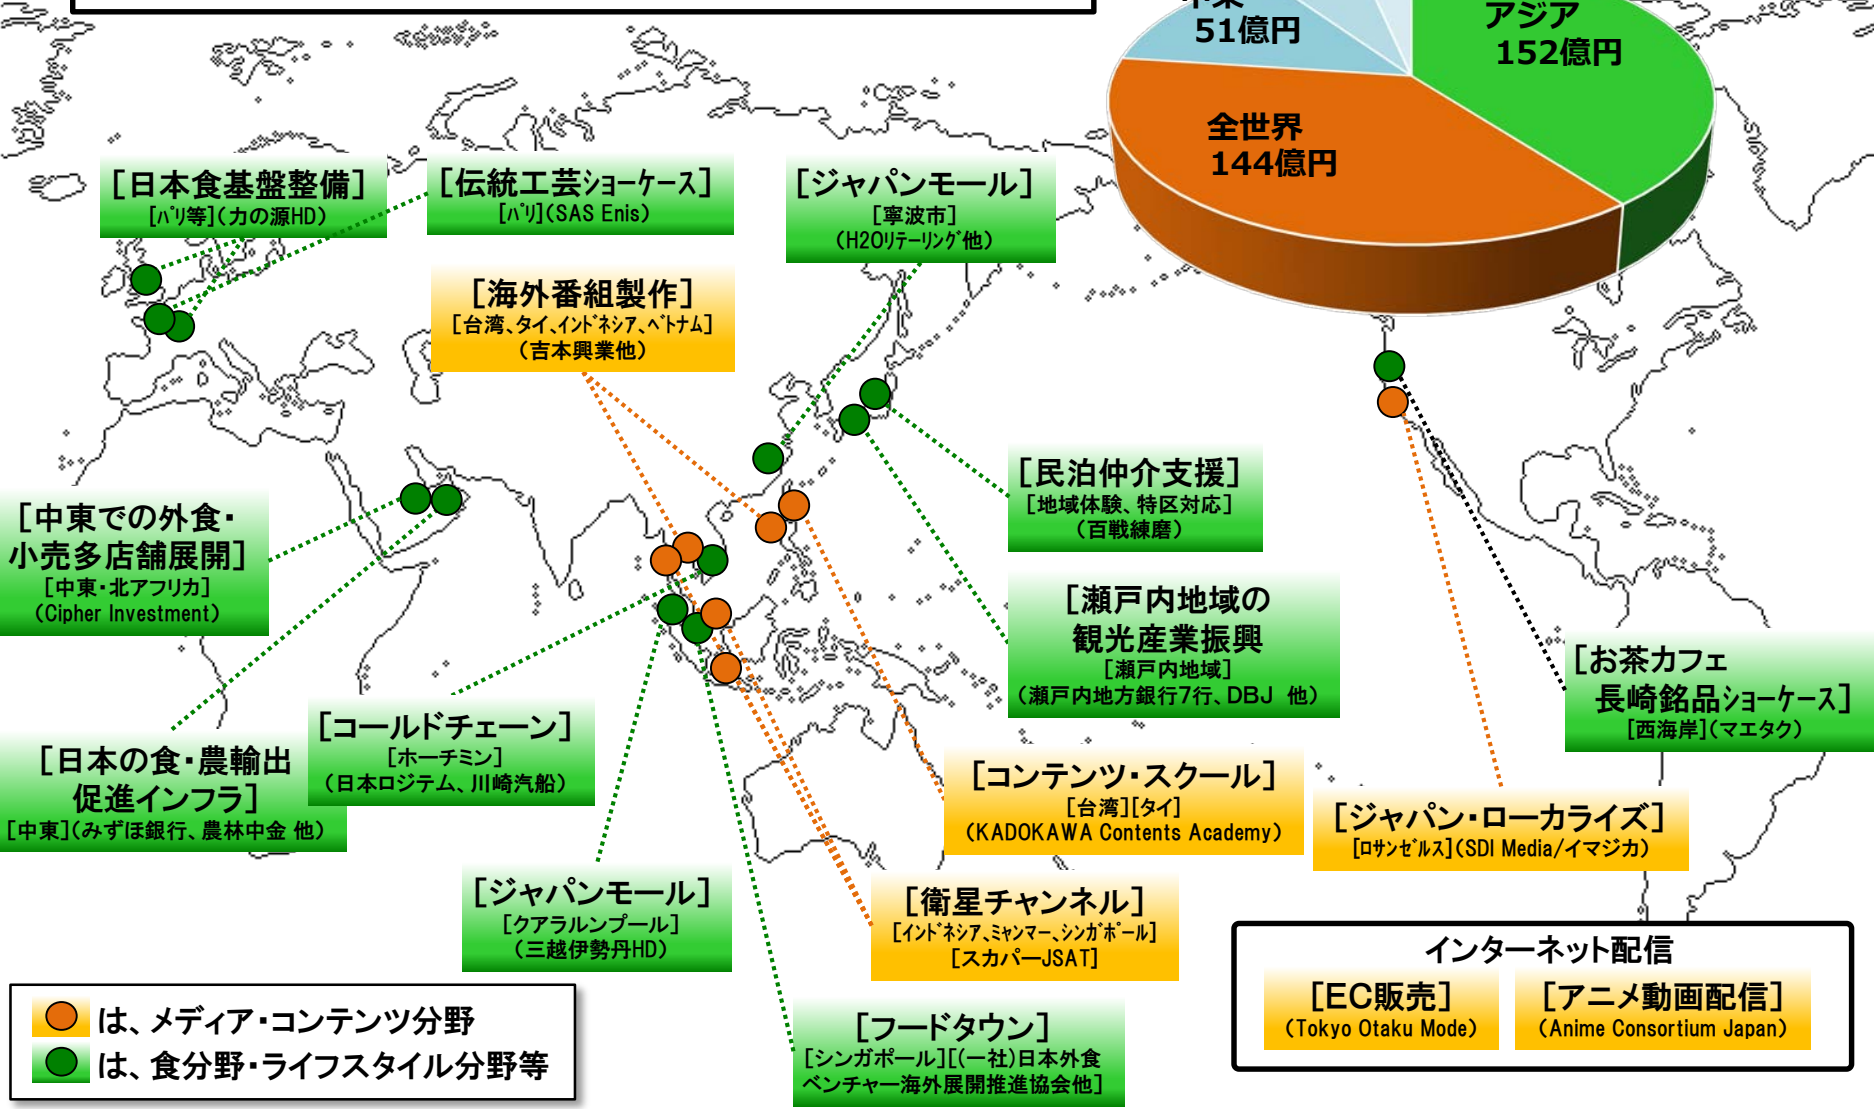 51億円
アジア
152億円
全世界
144億円
[日本食基盤整備]
[ﾊﾟﾘ等](力の源HD)
[伝統工芸ショーケース]
[ﾊﾟﾘ](SAS Enis)
[ジャパンモール]
[寧波市]
(H2Oﾘﾃｰﾘﾝｸﾞ他)
[海外番組製作]
[台湾、タイ、ｲﾝﾄﾞﾈｼｱ、ﾍﾞﾄﾅﾑ]
(吉本興業他)
[民泊仲介支援]
[地域体験、特区対応]
(百戦練磨)
[中東での外食・
小売多店舗展開]
[中東・北アフリカ]
(Cipher Investment)
[瀬戸内地域の
観光産業振興
[瀬戸内地域]
(瀬戸内地方銀行7行、DBJ 他)
[お茶カフェ
長崎銘品ショーケース]
[西海岸](マエタク)
[コールドチェーン]
[ホーチミン]
(日本ロジテム、川崎汽船)
[日本の食・農輸出
促進インフラ]
[中東](みずほ銀行、農林中金 他)
[コンテンツ・スクール]
[台湾][タイ]
(KADOKAWA Contents Academy)
[ジャパン・ローカライズ]
[ﾛｻﾝｾﾞﾙｽ](SDI Media/イマジカ)
[ジャパンモール]
[クアラルンプール]
(三越伊勢丹HD)
[衛星チャンネル]
[ｲﾝﾄﾞﾈｼｱ、ﾐｬﾝﾏｰ、ｼﾝｶﾞﾎﾟｰﾙ]
[スカパーJSAT]
インターネット配信
[EC販売]
(Tokyo Otaku Mode)
[アニメ動画配信]
(Anime Consortium Japan)
[フードタウン]
[シンガポール][(一社)日本外食
ベンチャー海外展開推進協会他]
は、メディア・コンテンツ分野
は、食分野・ライフスタイル分野等